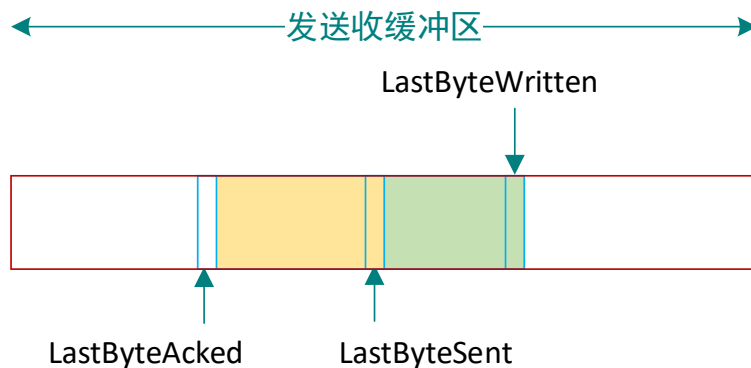 发送收缓冲区
LastByteWritten
LastByteAcked
LastByteSent